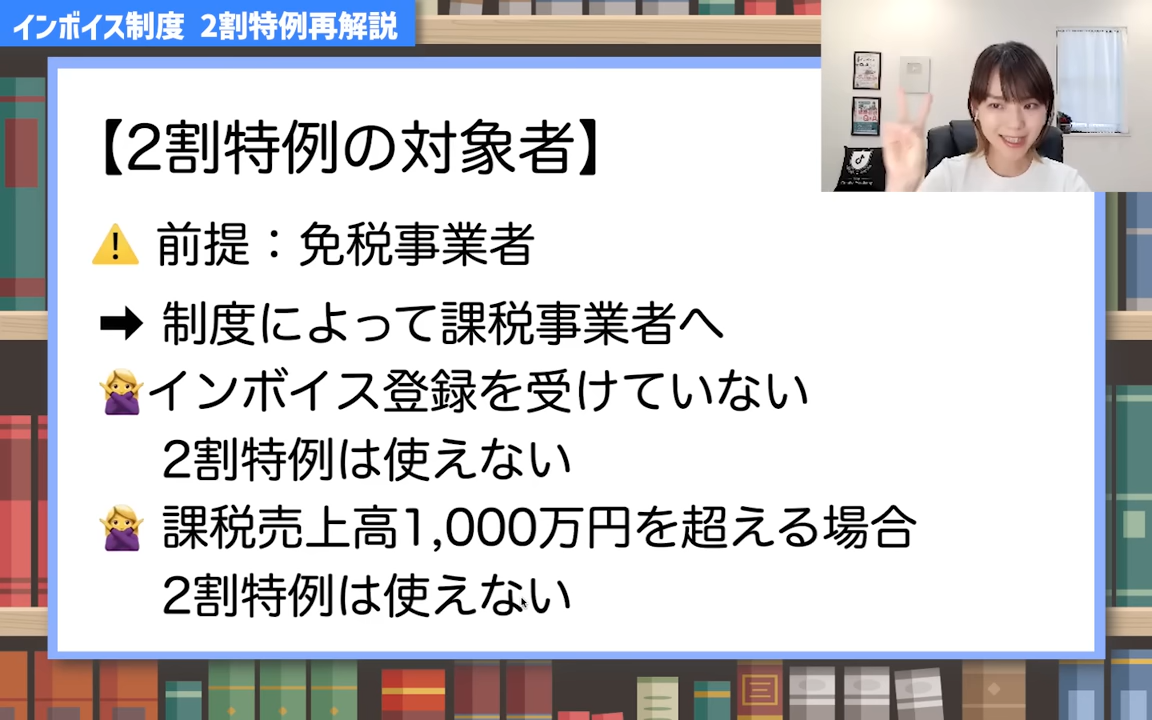 インボイス制度 2割特例再解説
【2割特例の対象者】
⚠️ 前提：免税事業者
➡ 制度によって課税事業者へ
🙅‍♀️インボイス登録を受けていない
2割特例は使えない
🙅‍♀️ 課税売上高1,000万円を超える場合
2割特例は使えない